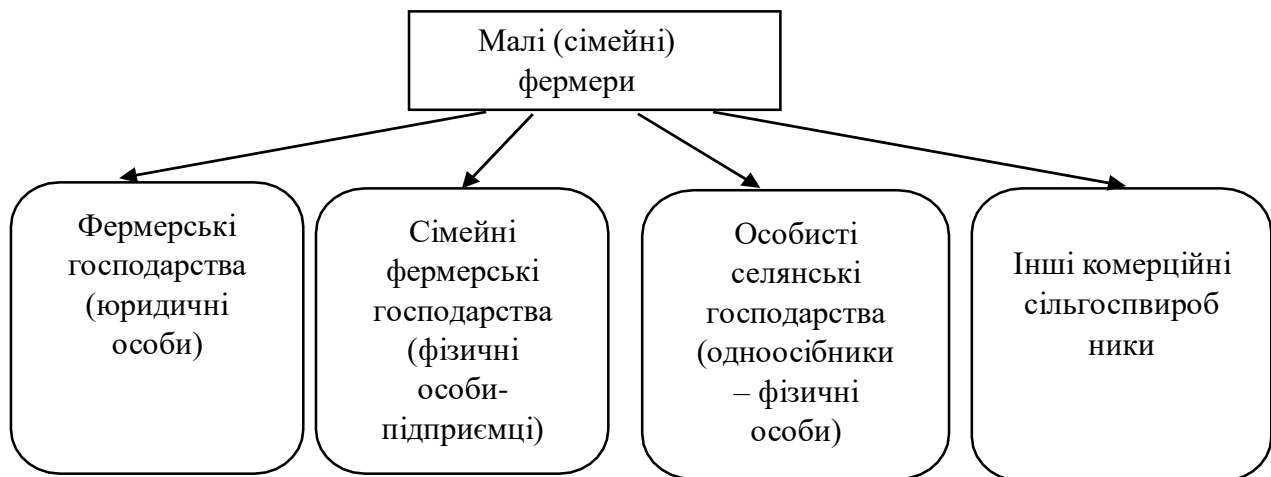 Малі (сімейні)
фермери
Фермерські
господарства
(юридичні
особи)
Сімейні
фермерські
господарства
(фізичні
особи-
підприємці)
Особисті
селянські
господарства
(одноосібники
– фізичні
особи)
Інші комерційні
сільгоспвироб
ники